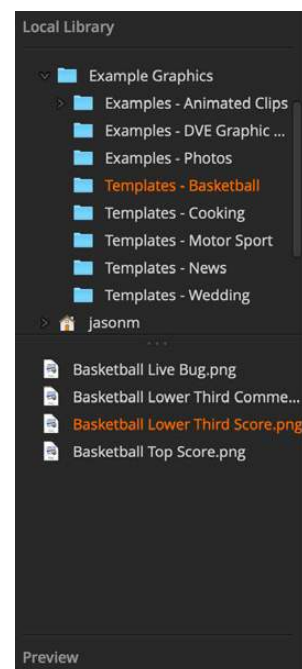 Local Library
Example Graphics
Examples - Animated Clips
Examples - DVE Graphic ...
Examples - Photos
Templates - Basketball
Templates - Cooking
Templates - Motor Sport
Templates - News
Templates - Wedding
jasonm
Basketball Live Bug.png
Basketball Lower Third Comme...
Basketball Lower Third Score.png
Basketball Top Score.png
Preview